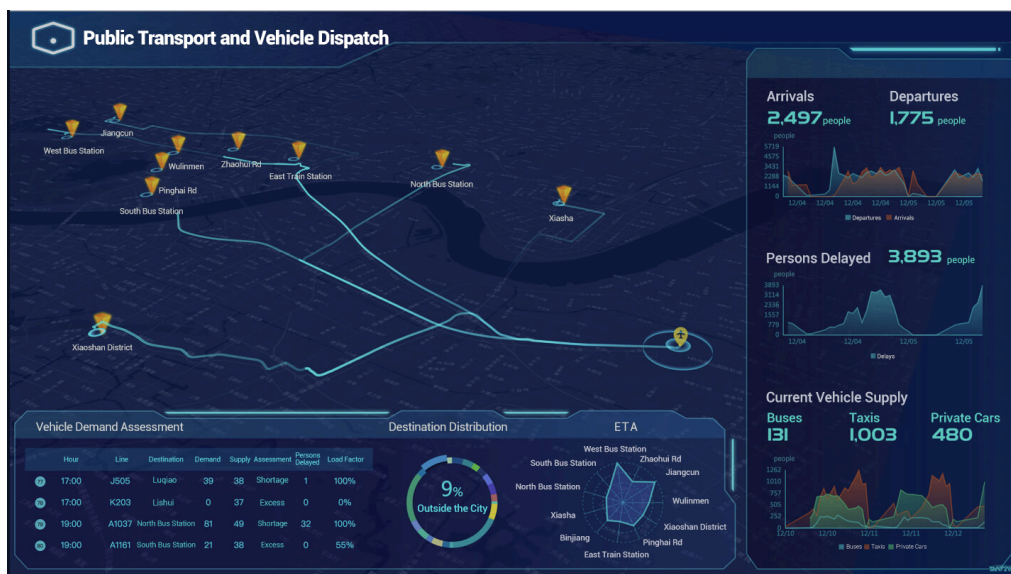 Public Transport and Vehicle Dispatch
Jiangcun
West Bus Station
Wulinmen
Zhaohui Rd
East Train Station
North Bus Station
Pinghai Rd
South Bus Station
Xiasha
Xiaoshan District
Arrivals
2,497 people
Departures
1,775 people
people
5719
4575
3431
2288
1144
0
12/04 12/04 12/04 12/05 12/05 12/05
Departures Arrivals
Persons Delayed 3,893 people
people
3893
3114
2336
1557
779
0
12/04 12/04 12/05 12/05 12/05
Delays
Current Vehicle Supply
Buses Taxis Private Cars
131 1,003 480
people
1262
1010
757
505
252
0
12/10 12/10 12/11 12/11 12/12
Buses Taxis Private Cars
Vehicle Demand Assessment
Hour Line Destination Demand Supply Assessment Persons Delayed Load Factor
17:00 J505 Luqiao 39 38 Shortage 1 100%
17:00 K203 Lishui 0 37 Excess 0 0%
19:00 A1037 North Bus Station 81 49 Shortage 32 100%
19:00 A1161 South Bus Station 21 38 Excess 0 55%
Destination Distribution
9%
Outside the City
ETA
West Bus Station
Zhaohui Rd
South Bus Station
Jiangcun
North Bus Station
Wulinmen
Xiasha
Xiaoshan District
Binjiang
Pinghai Rd
East Train Station